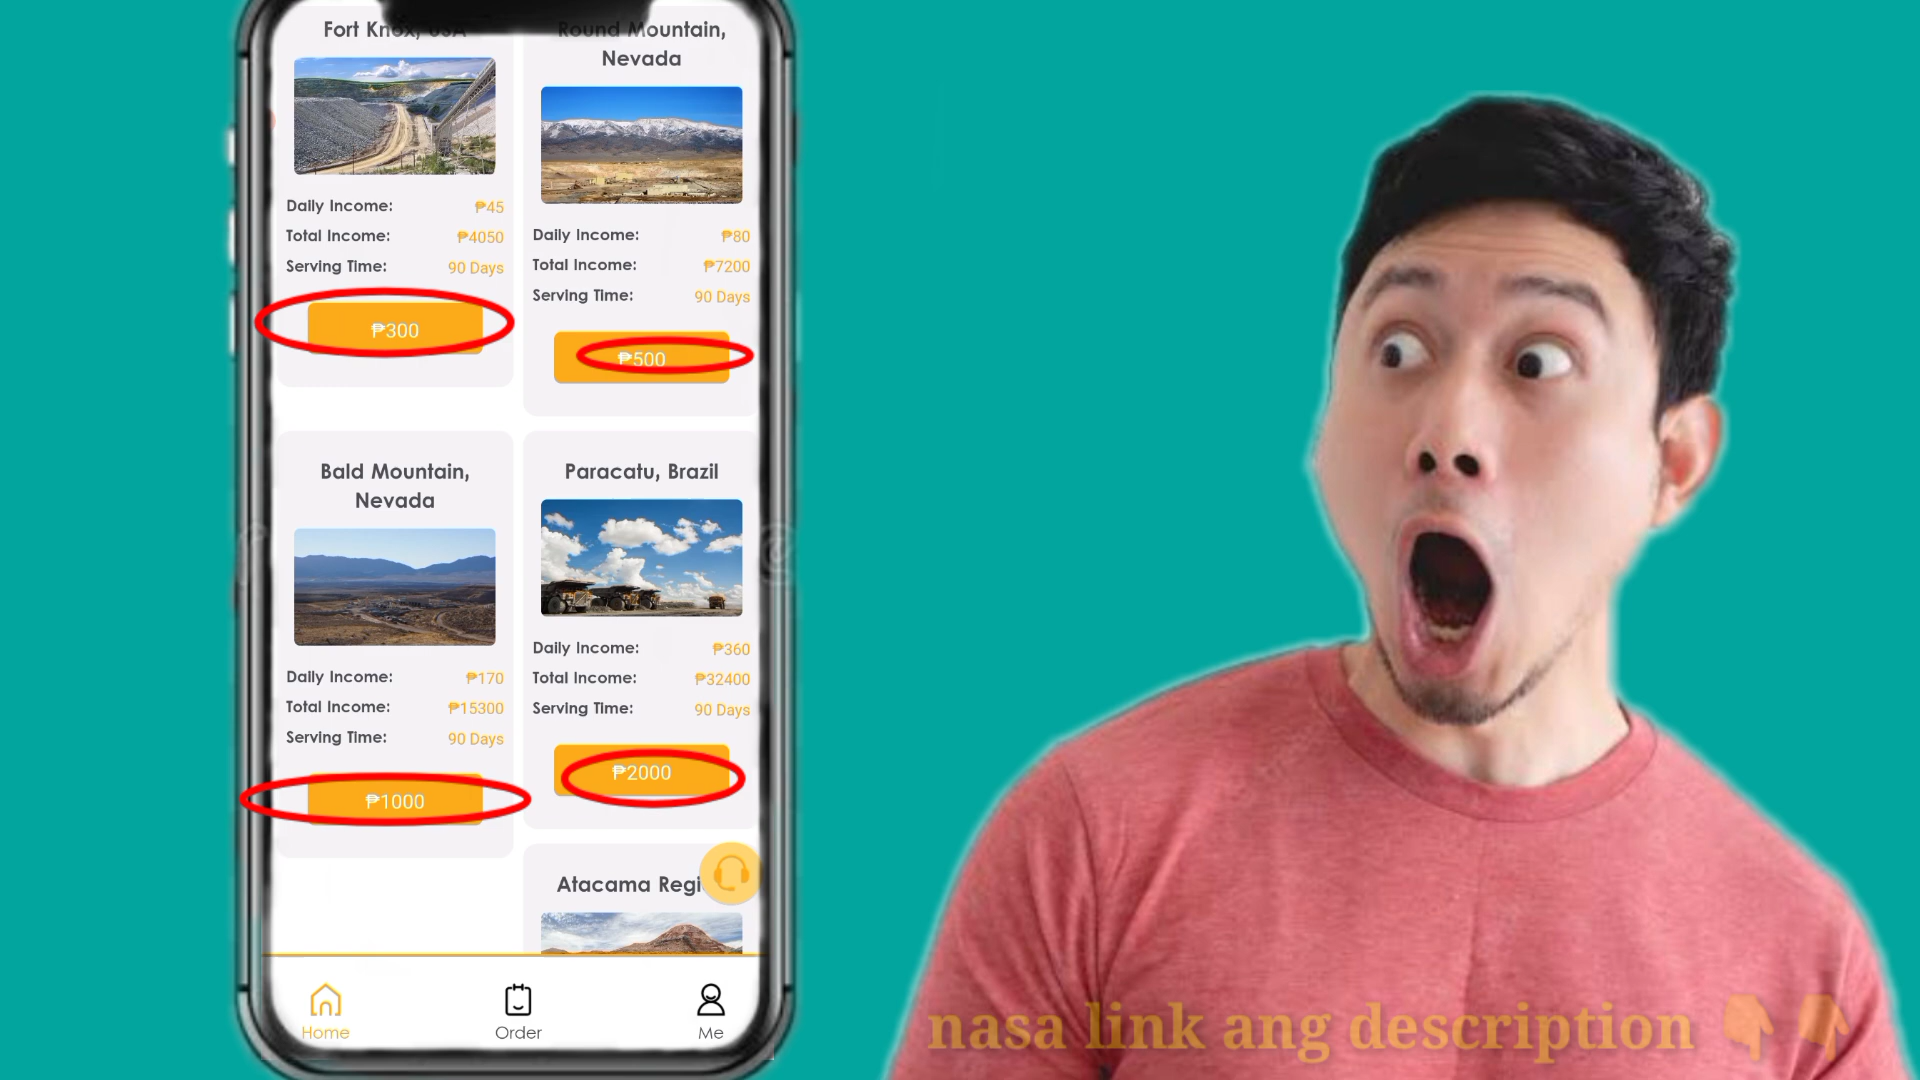 Fort Knox, USA
Daily Income: ₱45
Total Income: ₱4050
Serving Time: 90 Days
₱300
Round Mountain,
Nevada
Daily Income: ₱80
Total Income: ₱7200
Serving Time: 90 Days
₱500
Bald Mountain,
Nevada
Daily Income: ₱170
Total Income: ₱15300
Serving Time: 90 Days
₱1000
Paracatu, Brazil
Daily Income: ₱360
Total Income: ₱32400
Serving Time: 90 Days
₱2000
Atacama Regi
Home
Order
Me
nasa link ang description 👇👇